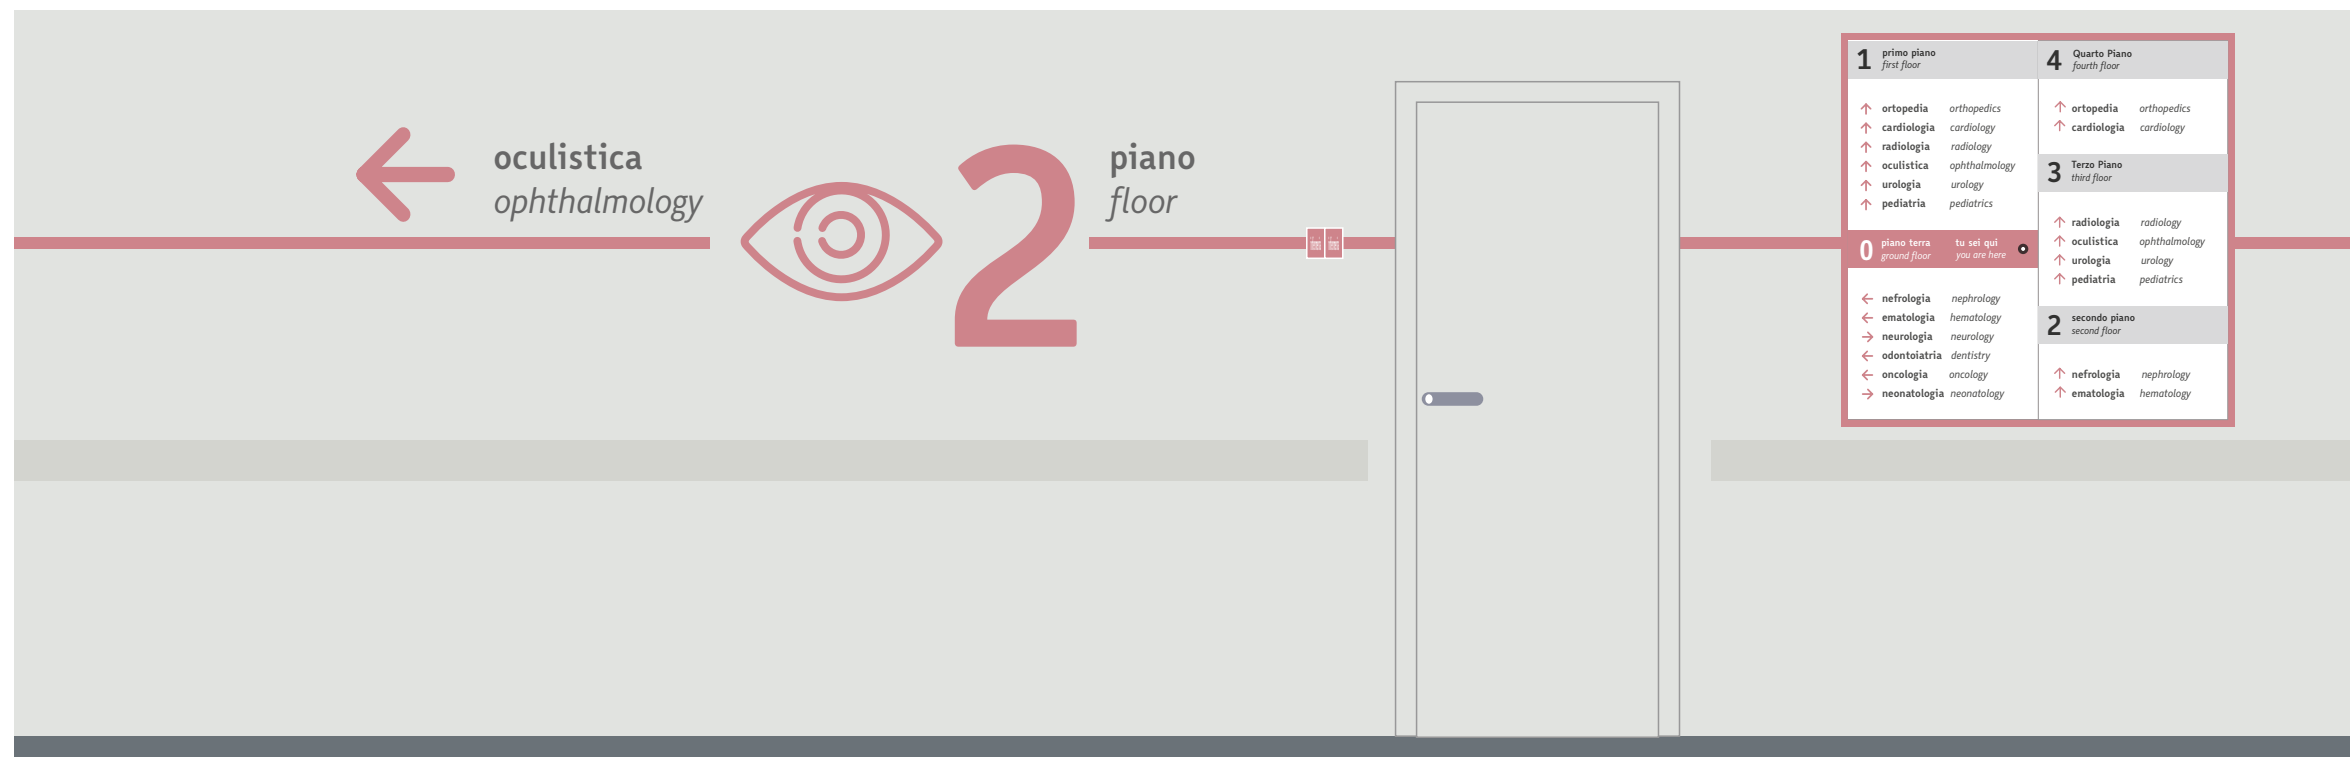 oculistica
ophthalmology
2
piano
floor
1 primo piano
first floor
ortopedia orthopedics
cardiologia cardiology
radiologia radiology
oculistica ophthalmology
urologia urology
pediatria pediatrics
0 piano terra tu sei qui
ground floor you are here
nefrologia nephrology
ematologia hematology
neurologia neurology
odontoiatria dentistry
oncologia oncology
neonatologia neonatology
4 Quarto Piano
fourth floor
ortopedia orthopedics
cardiologia cardiology
3 Terzo Piano
third floor
radiologia radiology
oculistica ophthalmology
urologia urology
pediatria pediatrics
2 secondo piano
second floor
nefrologia nephrology
ematologia hematology